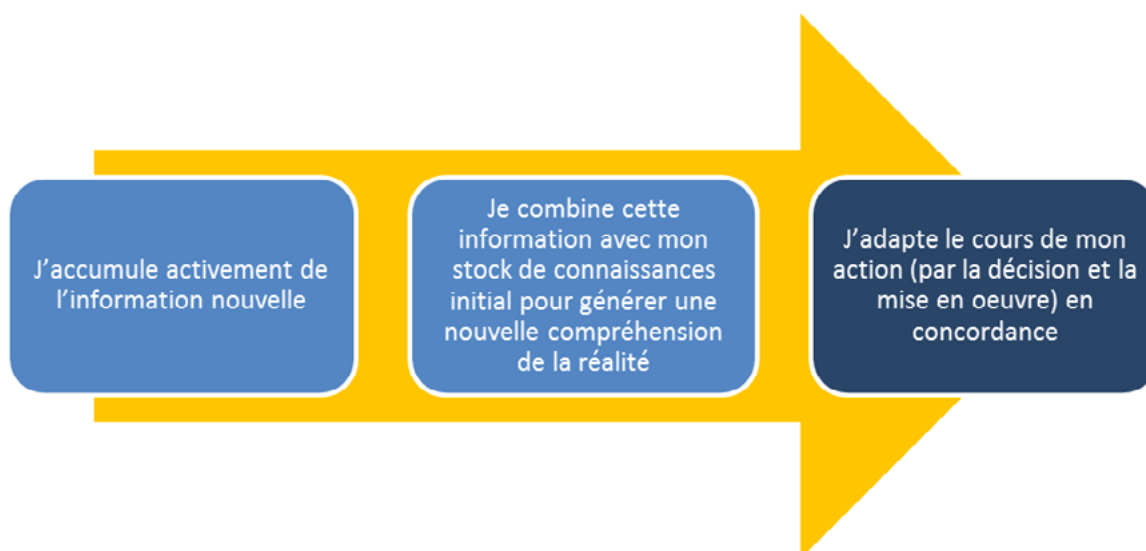 J’accumule activement de
l’information nouvelle
Je combine cette
information avec mon
stock de connaissances
initial pour générer une
nouvelle compréhension
de la réalité
J’adapte le cours de mon
action (par la décision et la
mise en oeuvre) en
concordance